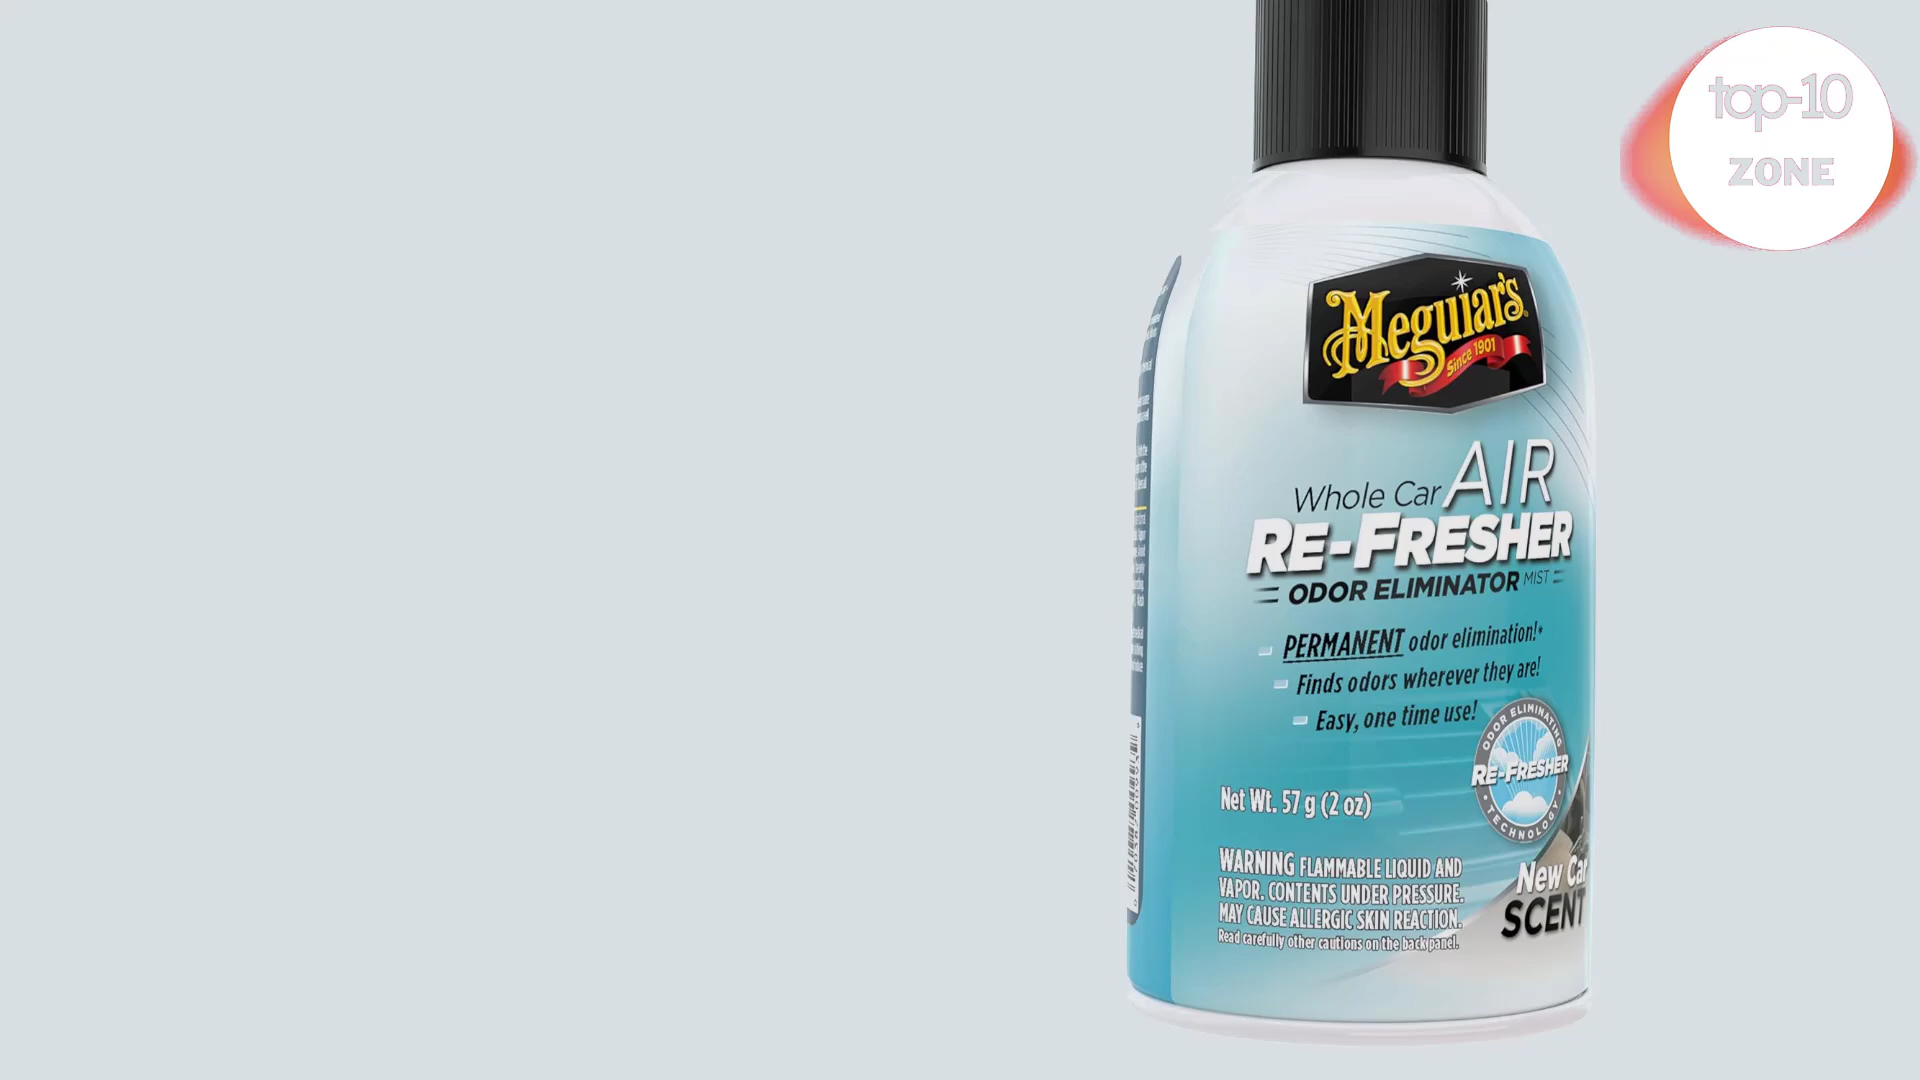 top-10
ZONE
Meguiar's
Since 1901
Whole Car AIR
RE-FRESHER
ODOR ELIMINATOR MIST
PERMANENT odor elimination!*
Finds odors wherever they are!
Easy, one time use!
ODOR ELIMINATING
RE-FRESHER
TECHNOLOGY
Net Wt. 57 g (2 oz)
WARNING FLAMMABLE LIQUID AND
VAPOR. CONTENTS UNDER PRESSURE.
MAY CAUSE ALLERGIC SKIN REACTION.
Read carefully other cautions on the back panel.
New Car
SCENT